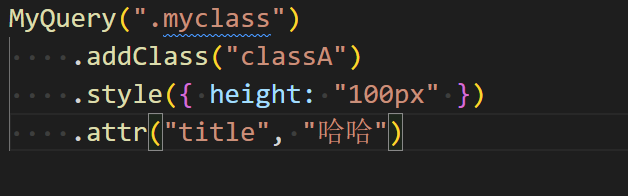 MyQuery(".myclass")
    .addClass("classA")
    .style({ height: "100px" })
    .attr("title", "哈哈")